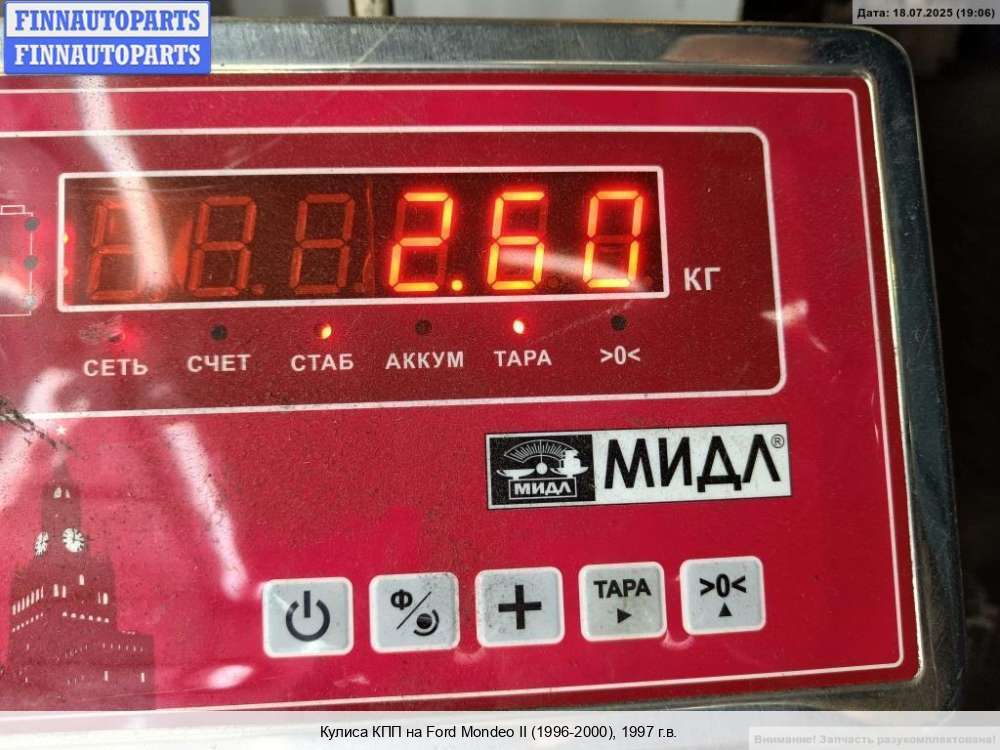 FINNAUTOPARTS
FINNAUTOPARTS
Дата: 18.07.2025 (19:06)
2.60
КГ
СЕТЬ СЧЕТ СТАБ АККУМ ТАРА >0<
МИДЛ МИДЛ®
Ф ТАРА >0<
Кулиса КПП на Ford Mondeo II (1996-2000), 1997 г.в.
Внимание! Запчасть разукомплектована!